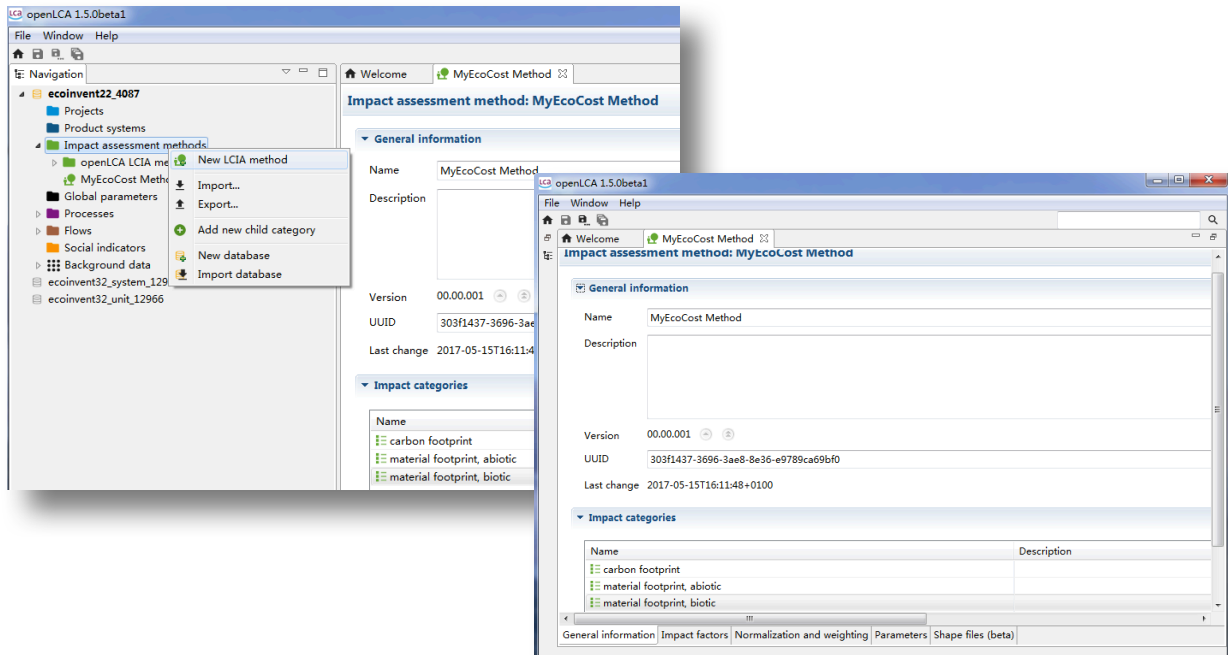 LCa openLCA 1.5.0beta1
File Window Help
Navigation
Welcome MyEcoCost Method
ecoinvent22_4087
Projects
Product systems
Impact assessment methods
openLCA LCIA me
MyEcoCost Metho
Global parameters
Processes
Flows
Social indicators
Background data
ecoinvent32_system_129
ecoinvent32_unit_12966
New LCIA method
Import...
Export...
Add new child category
New database
Import database
Impact assessment method: MyEcoCost Method
General information
Name MyEcoCost Method
Description
Version 00.00.001
UUID 303f1437-3696-3ae
Last change 2017-05-15T16:11:4
Impact categories
Name
carbon footprint
material footprint, abiotic
material footprint, biotic
LCa openLCA 1.5.0beta1
File Window Help
Welcome MyEcoCost Method
Impact assessment method: MyEcoCost Method
General information
Name MyEcoCost Method
Description
Version 00.00.001
UUID 303f1437-3696-3ae8-8e36-e9789ca69bf0
Last change 2017-05-15T16:11:48+0100
Impact categories
Name Description
carbon footprint
material footprint, abiotic
material footprint, biotic
General information Impact factors Normalization and weighting Parameters Shape files (beta)